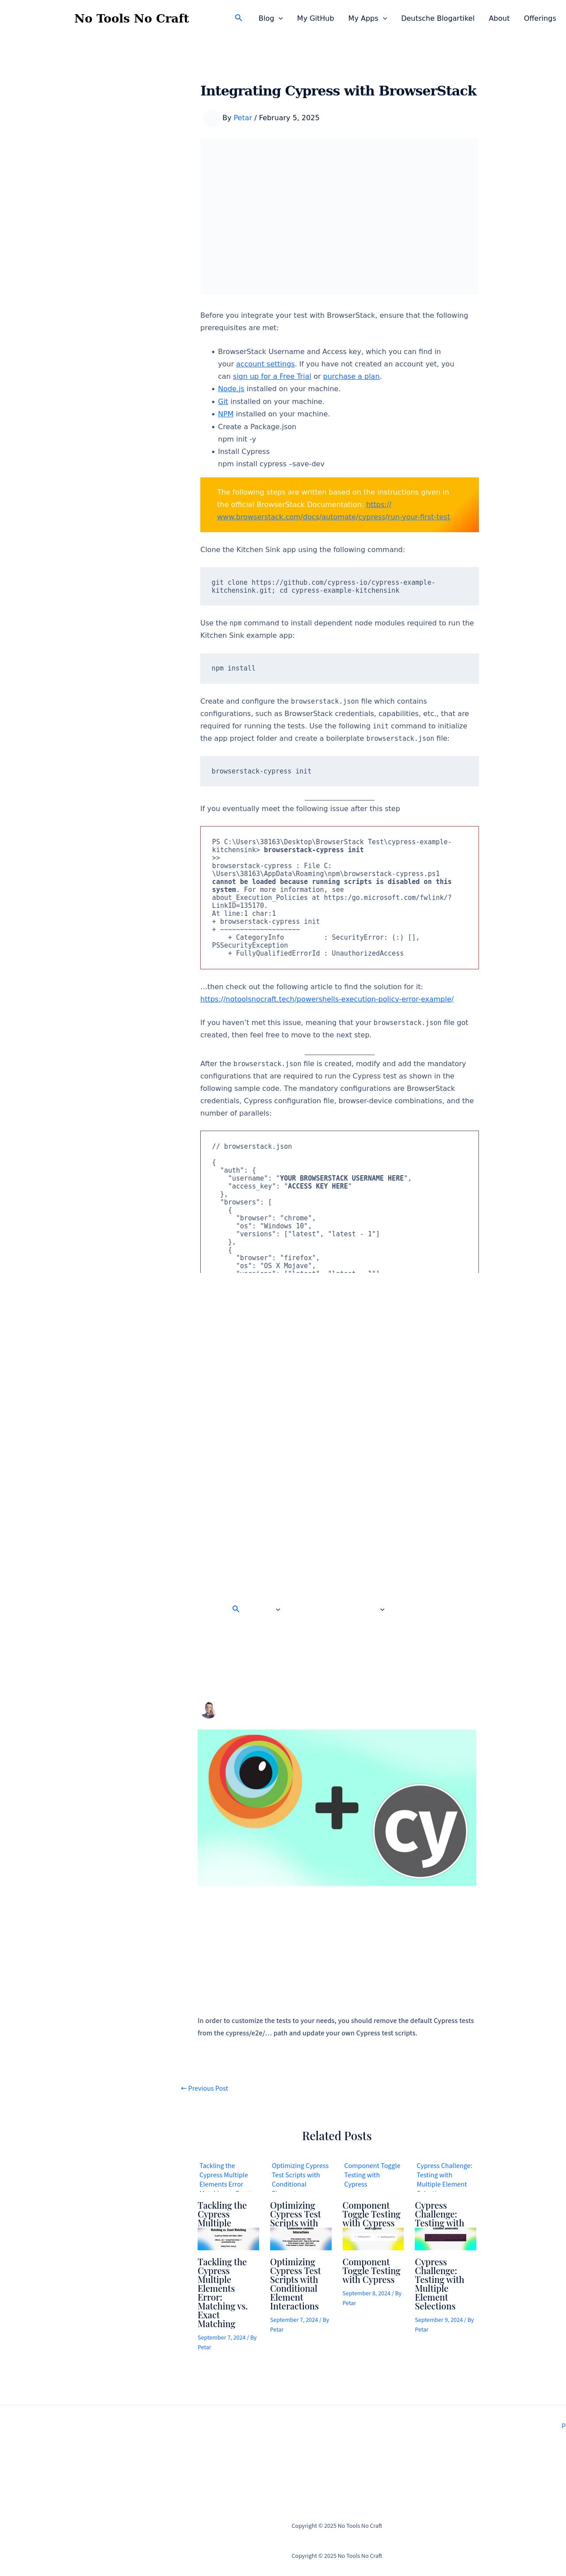 No Tools No Craft
Blog
My GitHub
My Apps
Deutsche Blogartikel
About
Offerings
Integrating Cypress with BrowserStack
By Petar / February 5, 2025
Before you integrate your test with BrowserStack, ensure that the following
prerequisites are met:
• BrowserStack Username and Access key, which you can find in
your account settings. If you have not created an account yet, you
can sign up for a Free Trial or purchase a plan.
• Node.js installed on your machine.
• Git installed on your machine.
• NPM installed on your machine.
• Create a Package.json
npm init -y
• Install Cypress
npm install cypress –save-dev
The following steps are written based on the instructions given in
the official BrowserStack Documentation: https://
www.browserstack.com/docs/automate/cypress/run-your-first-test
Clone the Kitchen Sink app using the following command:
git clone https://github.com/cypress-io/cypress-example-
kitchensink.git; cd cypress-example-kitchensink
Use the npm command to install dependent node modules required to run the
Kitchen Sink example app:
npm install
Create and configure the browserstack.json file which contains
configurations, such as BrowserStack credentials, capabilities, etc., that are
required for running the tests. Use the following init command to initialize
the app project folder and create a boilerplate browserstack.json file:
browserstack-cypress init
If you eventually meet the following issue after this step
PS C:\Users\38163\Desktop\BrowserStack Test\cypress-example-
kitchensink> browserstack-cypress init
>>
browserstack-cypress : File C:
\Users\38163\AppData\Roaming\npm\browserstack-cypress.ps1
cannot be loaded because running scripts is disabled on this
system. For more information, see
about_Execution_Policies at https:/go.microsoft.com/fwlink/?
LinkID=135170.
At line:1 char:1
+ browserstack-cypress init
+ ~~~~~~~~~~~~~~~~~~~~
+ CategoryInfo : SecurityError: (:) [],
PSSecurityException
+ FullyQualifiedErrorId : UnauthorizedAccess
…then check out the following article to find the solution for it:
https://notoolsnocraft.tech/powershells-execution-policy-error-example/
If you haven’t met this issue, meaning that your browserstack.json file got
created, then feel free to move to the next step.
After the browserstack.json file is created, modify and add the mandatory
configurations that are required to run the Cypress test as shown in the
following sample code. The mandatory configurations are BrowserStack
credentials, Cypress configuration file, browser-device combinations, and the
number of parallels:
// browserstack.json
{
"auth": {
"username": "YOUR BROWSERSTACK USERNAME HERE",
"access_key": "ACCESS KEY HERE"
},
"browsers": [
{
"browser": "chrome",
"os": "Windows 10",
"versions": ["latest", "latest - 1"]
},
{
"browser": "firefox",
"os": "OS X Mojave",
cy
In order to customize the tests to your needs, you should remove the default Cypress tests
from the cypress/e2e/… path and update your own Cypress test scripts.
← Previous Post
Related Posts
Tackling the
Cypress Multiple
Elements Error
Optimizing Cypress
Test Scripts with
Conditional
Component Toggle
Testing with
Cypress
Cypress Challenge:
Testing with
Multiple Element
Tackling the
Cypress
Multiple
Optimizing
Cypress Test
Scripts with
Component
Toggle Testing
with Cypress
Cypress
Challenge:
Testing with
Tackling the
Cypress
Multiple
Elements
Error:
Matching vs.
Exact
Matching
September 7, 2024 / By
Petar
Optimizing
Cypress Test
Scripts with
Conditional
Element
Interactions
September 7, 2024 / By
Petar
Component
Toggle Testing
with Cypress
September 8, 2024 / By
Petar
Cypress
Challenge:
Testing with
Multiple
Element
Selections
September 9, 2024 / By
Petar
P
Copyright © 2025 No Tools No Craft
Copyright © 2025 No Tools No Craft